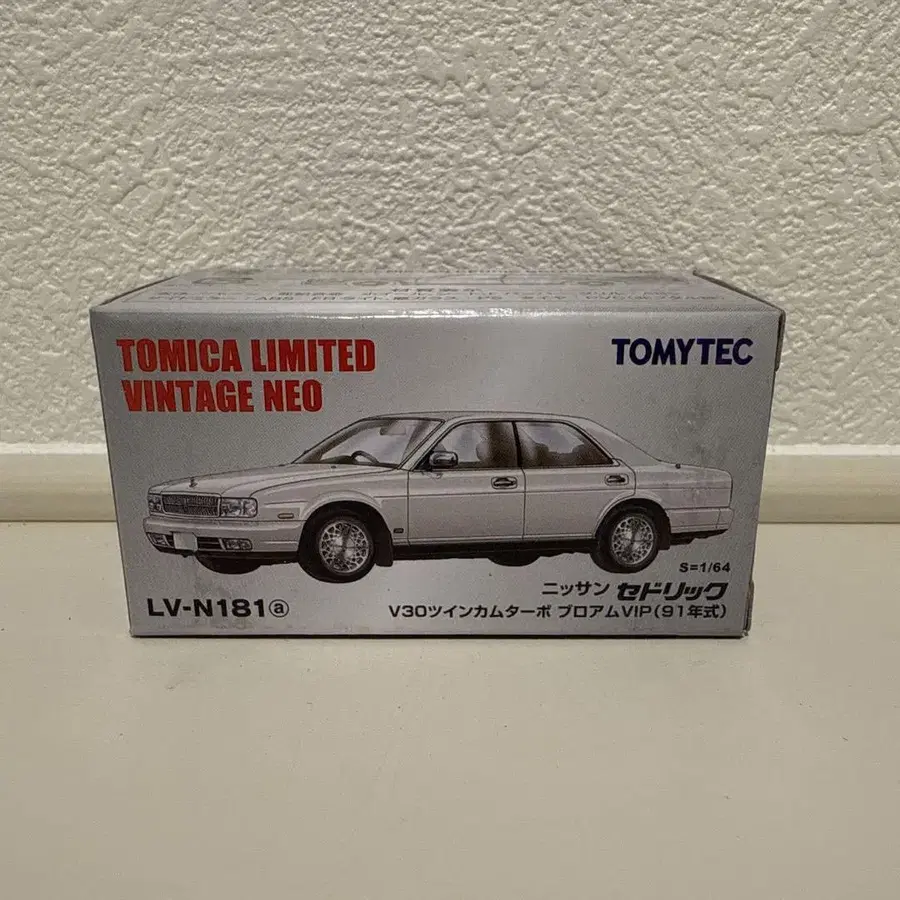 TOMICA LIMITED
VINTAGE NEO
TOMYTEC
S=1/64
ニッサン セドリック
LV-N181ⓐ
V30ツインカムターボ ブロアムVIP(91年式)